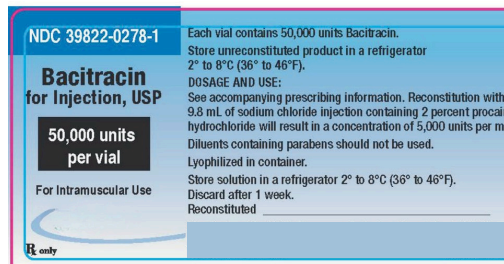 NDC 39822-0278-1
Bacitracin
for Injection, USP
50,000 units
per vial
For Intramuscular Use
Rx only
Each vial contains 50,000 units Bacitracin.
Store unreconstituted product in a refrigerator
2° to 8°C (36° to 46°F).
DOSAGE AND USE:
See accompanying prescribing information. Reconstitution with
9.8 mL of sodium chloride injection containing 2 percent
hydrochloride will result in a concentration of 5,000 units per
Diluents containing parabens should not be used.
Lyophilized in container.
Store solution in a refrigerator 2° to 8°C (36° to 46°F).
Discard after 1 week.
Reconstituted